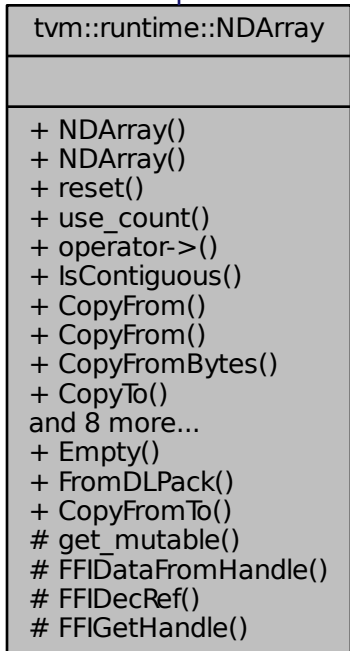 tvm::runtime::NDArray
+ NDArray()
+ NDArray()
+ reset()
+ use_count()
+ operator->()
+ IsContiguous()
+ CopyFrom()
+ CopyFrom()
+ CopyFromBytes()
+ CopyTo()
and 8 more...
+ Empty()
+ FromDLPack()
+ CopyFromTo()
# get_mutable()
# FFIDataFromHandle()
# FFIDecRef()
# FFIGetHandle()